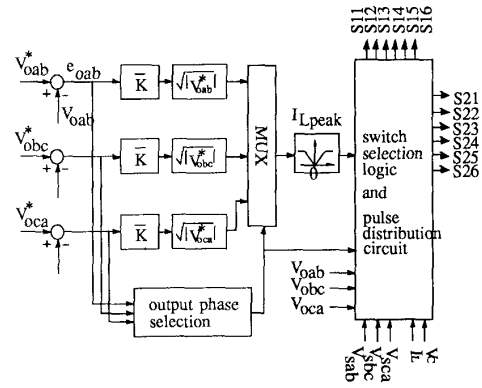 S11 S12 S13 S14 S15 S16
V*oab
+
-
eoab
Voab
K̅
√|V*oab|
V*obc
+
-
K̅
√|V*obc|
V*oca
+
-
K̅
√|V*oca|
MUX
ILpeak
0
switch
selection
logic
and
pulse
distribution
circuit
S21
S22
S23
S24
S25
S26
output phase
selection
Voab
Vobc
Voca
Vsab
Vsbc
Vsca
IL
Vc